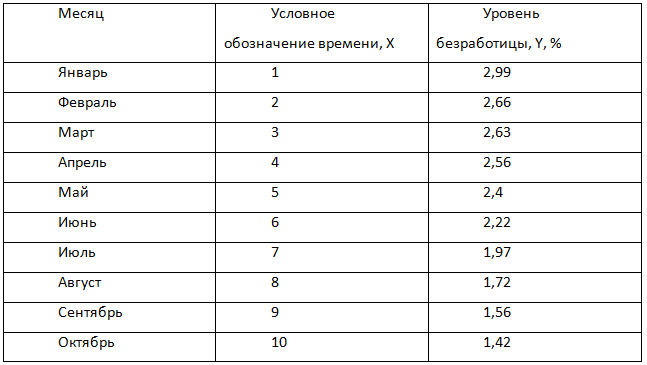 Месяц Условное Уровень
обозначение времени, X безработицы, Y, %
Январь 1 2,99
Февраль 2 2,66
Март 3 2,63
Апрель 4 2,56
Май 5 2,4
Июнь 6 2,22
Июль 7 1,97
Август 8 1,72
Сентябрь 9 1,56
Октябрь 10 1,42